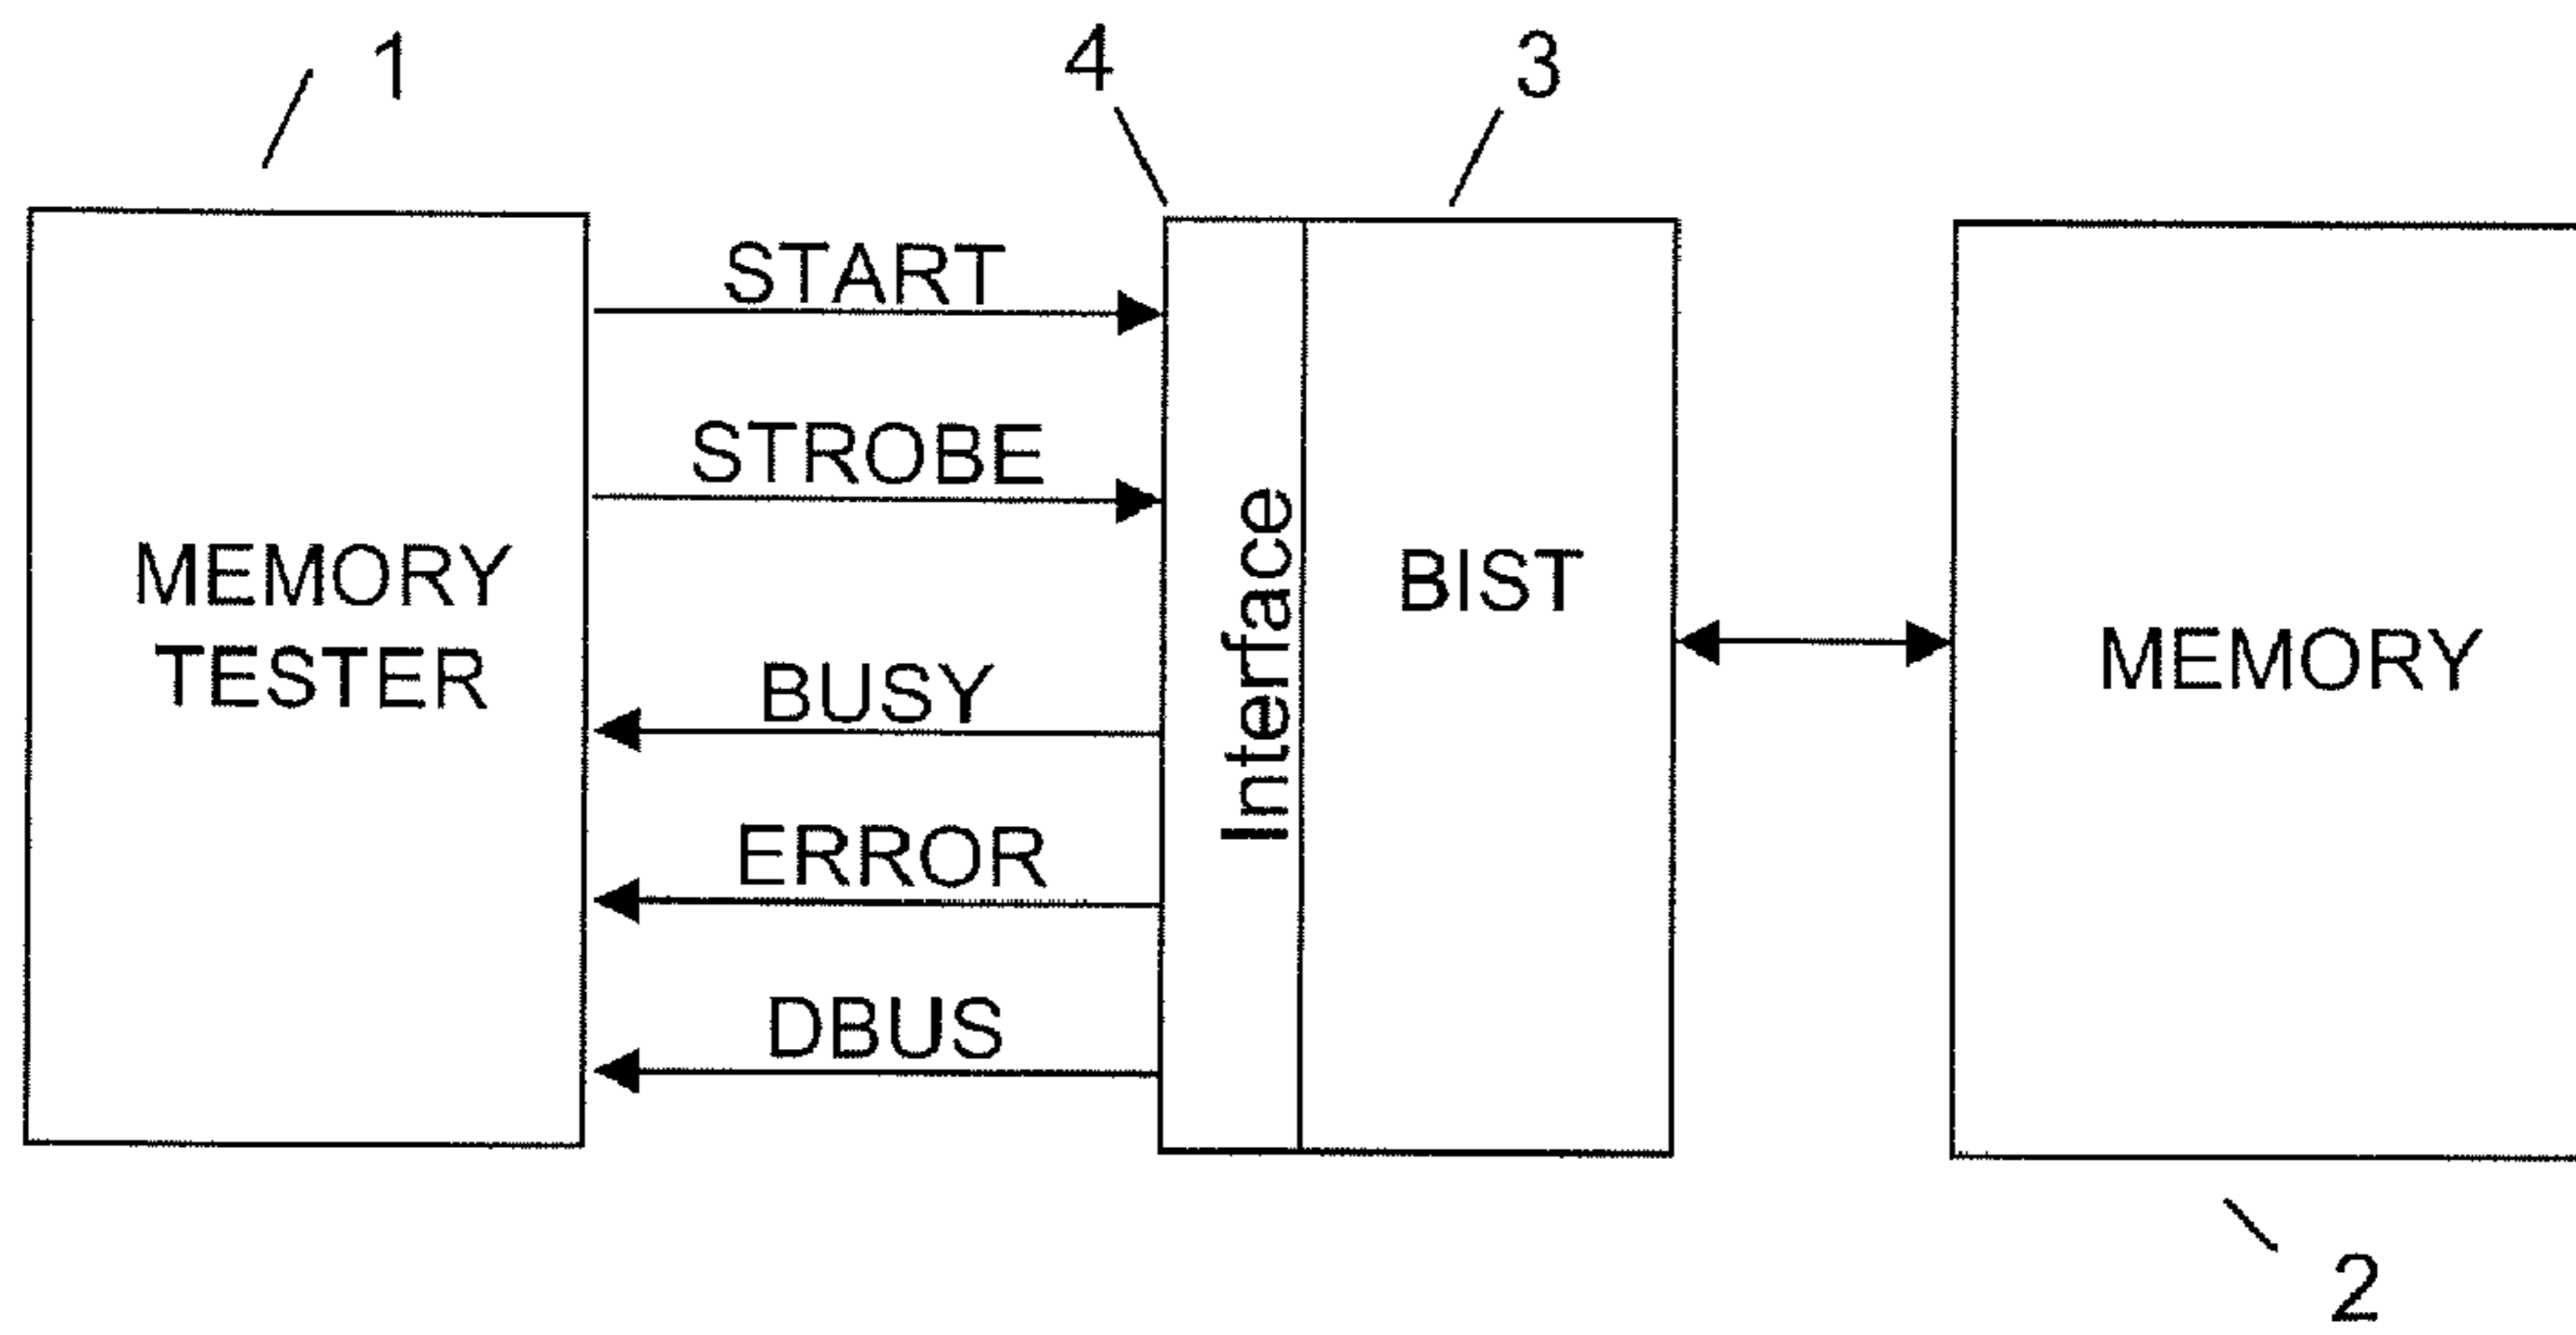 1
4
3
START
STROBE
MEMORY
TESTER
BUSY
ERROR
DBUS
Interface
BIST
MEMORY
2